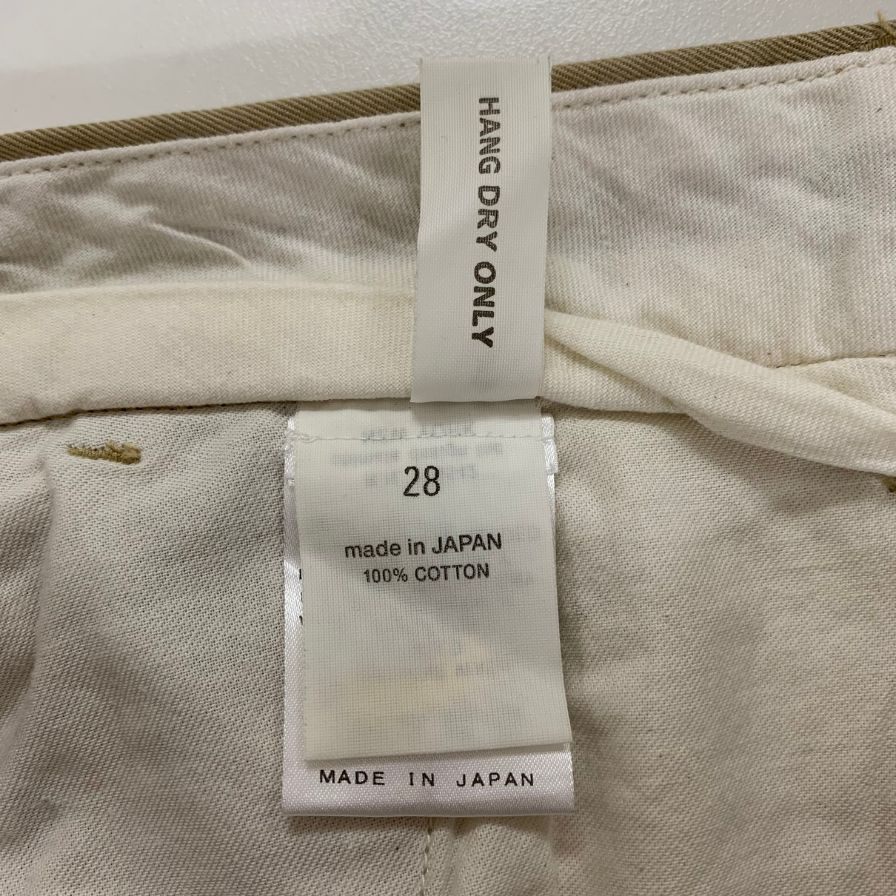 HANG DRY ONLY
28
made in JAPAN
100% COTTON
MADE IN JAPAN